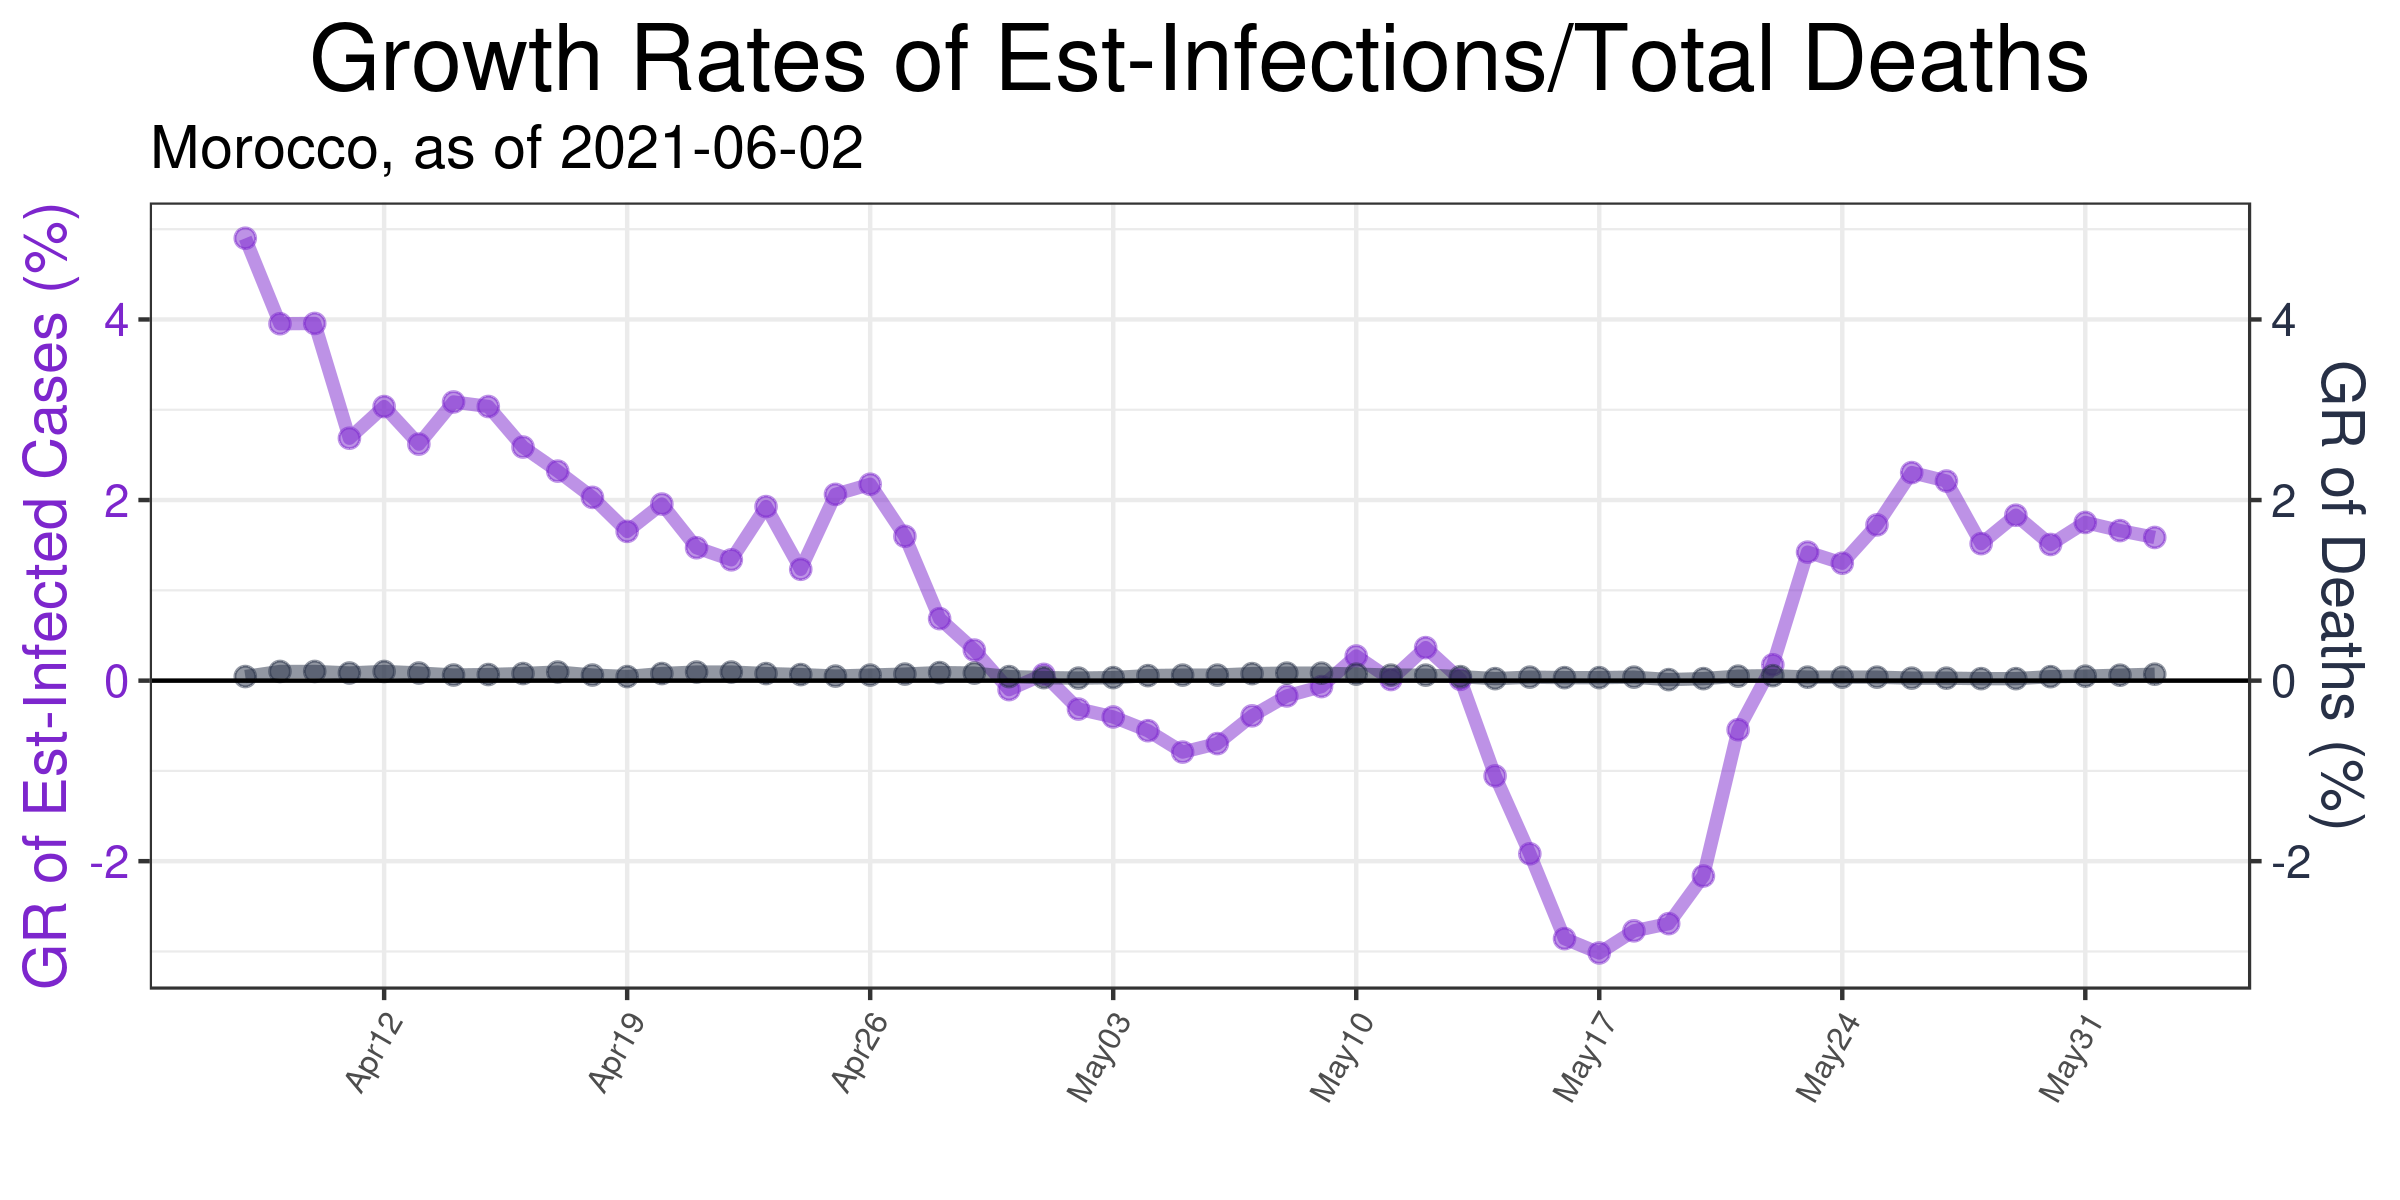 Growth Rates of Est-Infections/Total Deaths
Morocco, as of 2021-06-02
GR of Est-Infected Cases (%)
4
2
0
-2
4
2
0
-2
GR of Deaths (%)
Apr12
Apr19
Apr26
May03
May10
May17
May24
May31